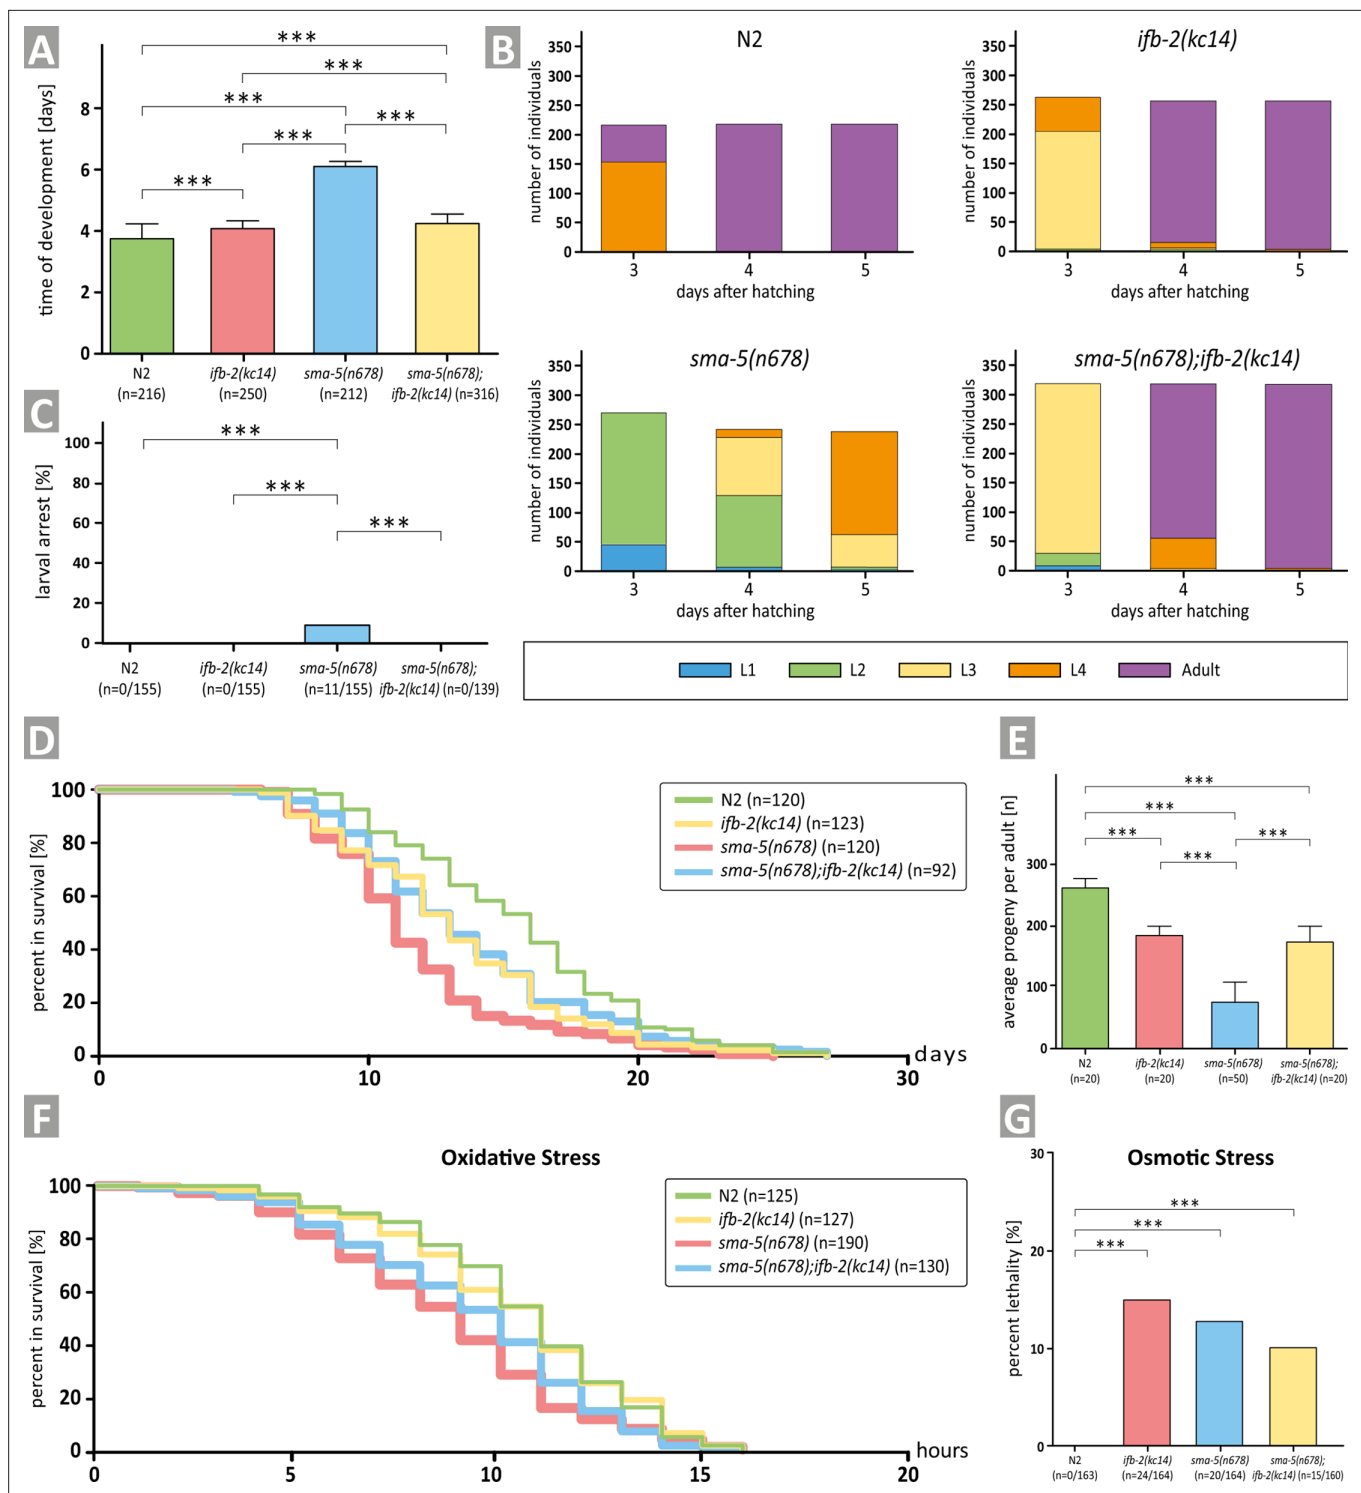 A
time of development [days]
8
6
4
2
0
***
***
***
***
***
***
N2
(n=216)
ifb-2(kc14)
(n=250)
sma-5(n678)
(n=212)
sma-5(n678);
ifb-2(kc14) (n=316)
B
N2
number of individuals
350
300
250
200
150
100
50
0
3 4 5
days after hatching
ifb-2(kc14)
number of individuals
350
300
250
200
150
100
50
0
3 4 5
days after hatching
sma-5(n678)
number of individuals
350
300
250
200
150
100
50
0
3 4 5
days after hatching
sma-5(n678);ifb-2(kc14)
number of individuals
350
300
250
200
150
100
50
0
3 4 5
days after hatching
L1 L2 L3 L4 Adult
C
larval arrest [%]
100
80
60
40
20
0
***
***
***
N2
(n=0/155)
ifb-2(kc14)
(n=0/155)
sma-5(n678)
(n=11/155)
sma-5(n678);
ifb-2(kc14) (n=0/139)
D
percent in survival [%]
100
80
60
40
20
0
0 10 20 30
days
N2 (n=120)
ifb-2(kc14) (n=123)
sma-5(n678) (n=120)
sma-5(n678);ifb-2(kc14) (n=92)
E
average progeny per adult [n]
300
200
100
0
***
***
***
***
***
N2
(n=20)
ifb-2(kc14)
(n=20)
sma-5(n678)
(n=50)
sma-5(n678);
ifb-2(kc14) (n=20)
F
Oxidative Stress
percent in survival [%]
100
80
60
40
20
0
0 5 10 15 20
hours
N2 (n=125)
ifb-2(kc14) (n=127)
sma-5(n678) (n=190)
sma-5(n678);ifb-2(kc14) (n=130)
G
Osmotic Stress
percent lethality [%]
30
20
10
0
***
***
***
N2
(n=0/163)
ifb-2(kc14)
(n=24/164)
sma-5(n678)
(n=20/164)
sma-5(n678);
ifb-2(kc14) (n=15/160)